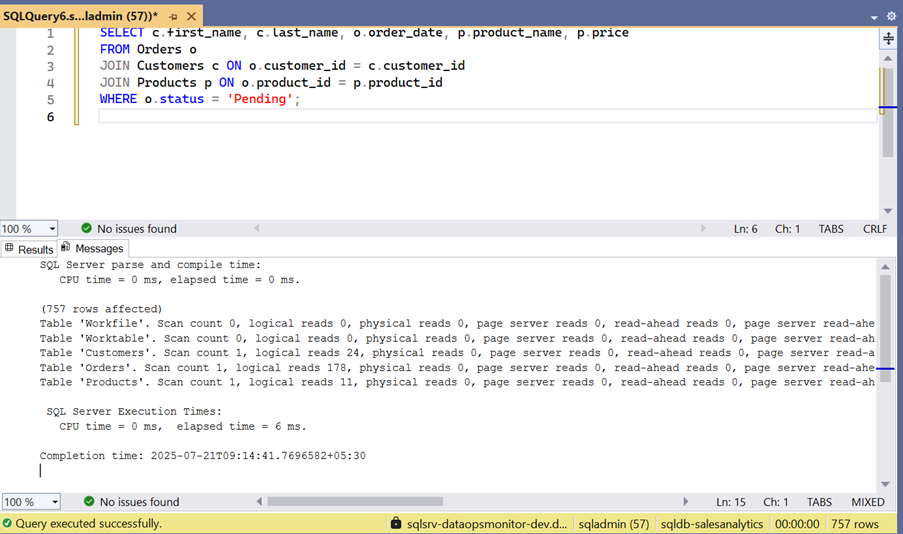 SQLQuery6.s...ladmin (57))*
1 SELECT c.first_name, c.last_name, o.order_date, p.product_name, p.price
2 FROM Orders o
3 JOIN Customers c ON o.customer_id = c.customer_id
4 JOIN Products p ON o.product_id = p.product_id
5 WHERE o.status = 'Pending';
6
100 % No issues found Ln: 6 Ch: 1 TABS CRLF
Results Messages
SQL Server parse and compile time:
CPU time = 0 ms, elapsed time = 0 ms.
(757 rows affected)
Table 'Workfile'. Scan count 0, logical reads 0, physical reads 0, page server reads 0, read-ahead reads 0, page server read-ahe
Table 'Worktable'. Scan count 0, logical reads 0, physical reads 0, page server reads 0, read-ahead reads 0, page server read-ah
Table 'Customers'. Scan count 1, logical reads 24, physical reads 0, page server reads 0, read-ahead reads 0, page server read-a
Table 'Orders'. Scan count 1, logical reads 178, physical reads 0, page server reads 0, read-ahead reads 0, page server read-ahe
Table 'Products'. Scan count 1, logical reads 11, physical reads 0, page server reads 0, read-ahead reads 0, page server read-ah
SQL Server Execution Times:
CPU time = 0 ms, elapsed time = 6 ms.
Completion time: 2025-07-21T09:14:41.7696582+05:30
100 % No issues found Ln: 15 Ch: 1 TABS MIXED
Query executed successfully. sqlsrv-dataopsmonitor-dev.d... sqladmin (57) sqldb-salesanalytics 00:00:00 757 rows